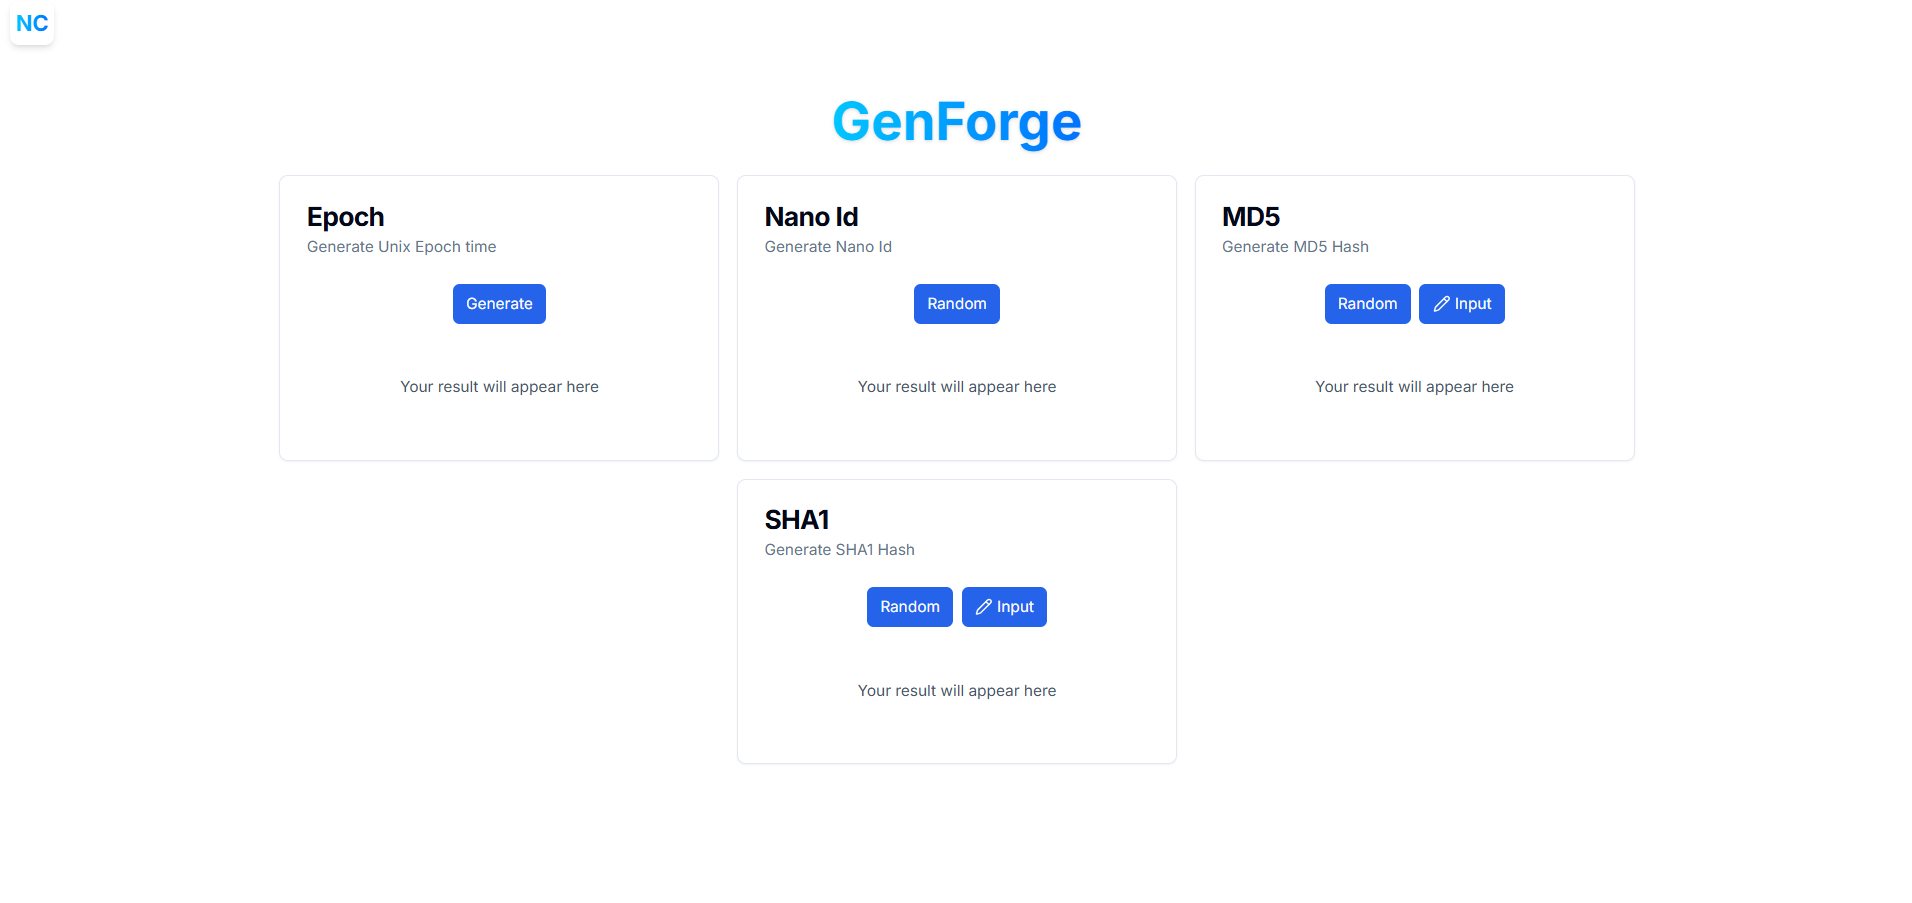 NC
GenForge
Epoch
Generate Unix Epoch time
Generate
Your result will appear here
Nano Id
Generate Nano Id
Random
Your result will appear here
MD5
Generate MD5 Hash
Random
Input
Your result will appear here
SHA1
Generate SHA1 Hash
Random
Input
Your result will appear here